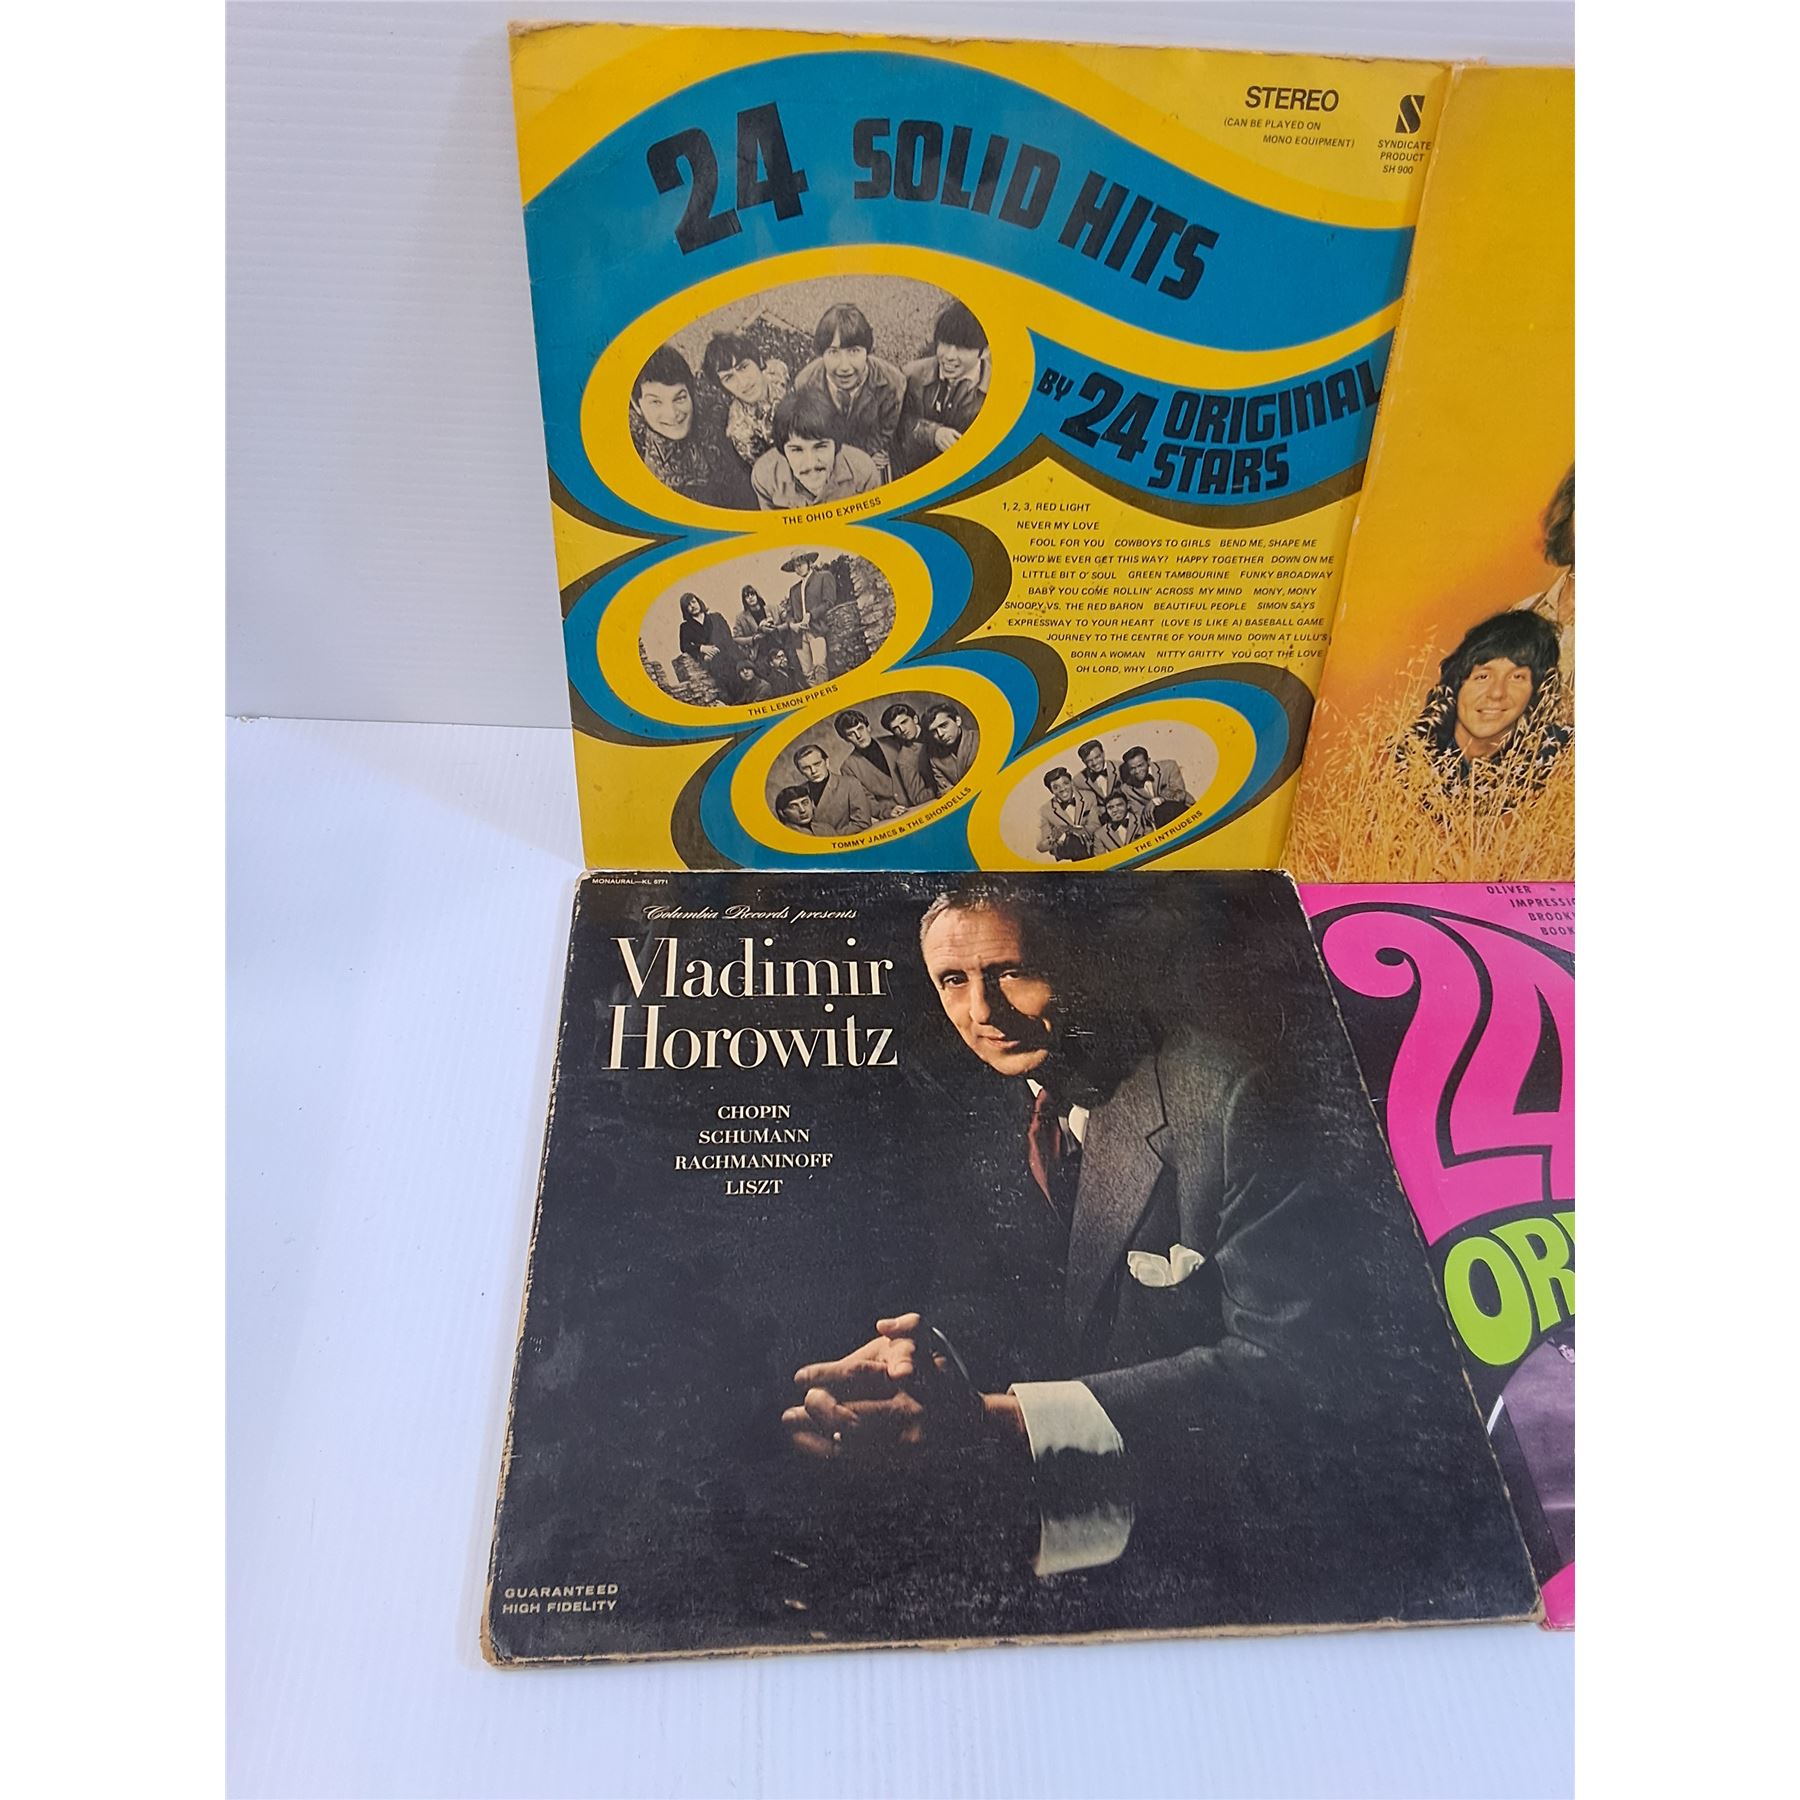 24 SOLID HITS
STEREO
(CAN BE PLAYED ON
MONO EQUIPMENT)
S
SYNDICATE
PRODUCT
SH 900
BY 24 ORIGINAL
STARS
THE OHIO EXPRESS
1, 2, 3, RED LIGHT
NEVER MY LOVE
FOOL FOR YOU COWBOYS TO GIRLS BEND ME, SHAPE ME
HOW'D WE EVER GET THIS WAY? HAPPY TOGETHER DOWN ON ME
LITTLE BIT O' SOUL GREEN TAMBOURINE FUNKY BROADWAY
BABY YOU COME ROLLIN' ACROSS MY MIND MONY, MONY
SNOOPY VS. THE RED BARON BEAUTIFUL PEOPLE SIMON SAYS
EXPRESSWAY TO YOUR HEART (LOVE IS LIKE A) BASEBALL GAME
JOURNEY TO THE CENTRE OF YOUR MIND DOWN AT LULU'S
BORN A WOMAN NITTY GRITTY YOU GOT THE LOVE
OH LORD, WHY LORD
THE LEMON PIPERS
TOMMY JAMES & THE SHONDELLS
THE INTRUDERS
MONAURAL—KL 5771
Columbia Records presents
Vladimir
Horowitz
CHOPIN
SCHUMANN
RACHMANINOFF
LISZT
GUARANTEED
HIGH FIDELITY
OLIVER •
IMPRESSIO
BROOK
BOOK
24
ORI